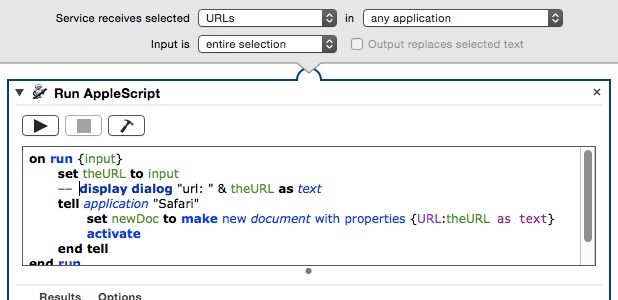 Service receives selected URLs in any application
Input is entire selection Output replaces selected text
Run AppleScript
on run {input}
set theURL to input
-- display dialog "url: " & theURL as text
tell application "Safari"
set newDoc to make new document with properties {URL:theURL as text}
activate
end tell
end run
Results Options